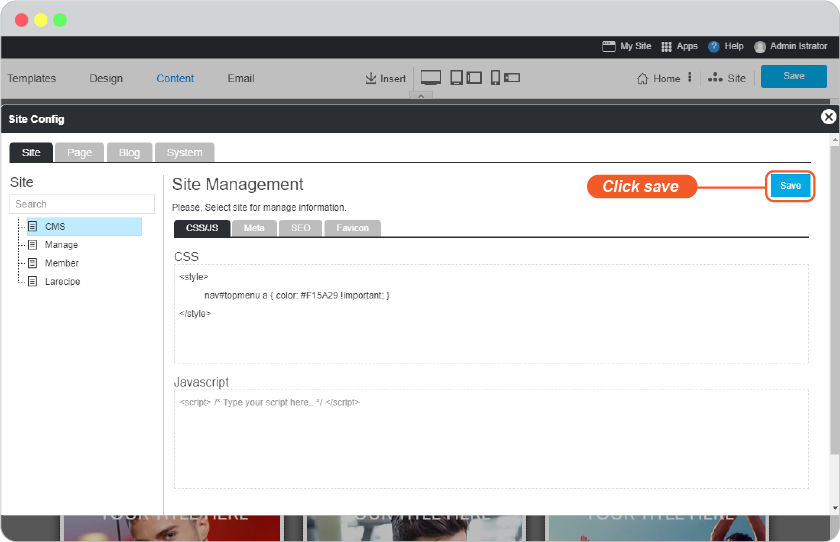 My Site Apps ? Help Admin Istrator
Templates Design Content Email Insert Home Site Save
Site Config
Site Page Blog System
Site
Search
CMS
Manage
Member
Larecipe
Site Management
Click save
Save
Please, Select site for manage information.
CSS/JS Meta SEO Favicon
CSS
<style>
nav#topmenu a { color: #F15A29 !important; }
</style>
Javascript
<script> /* Type your script here.. */ </script>
YOUR TITLE HERE YOUR TITLE HERE YOUR TITLE HERE